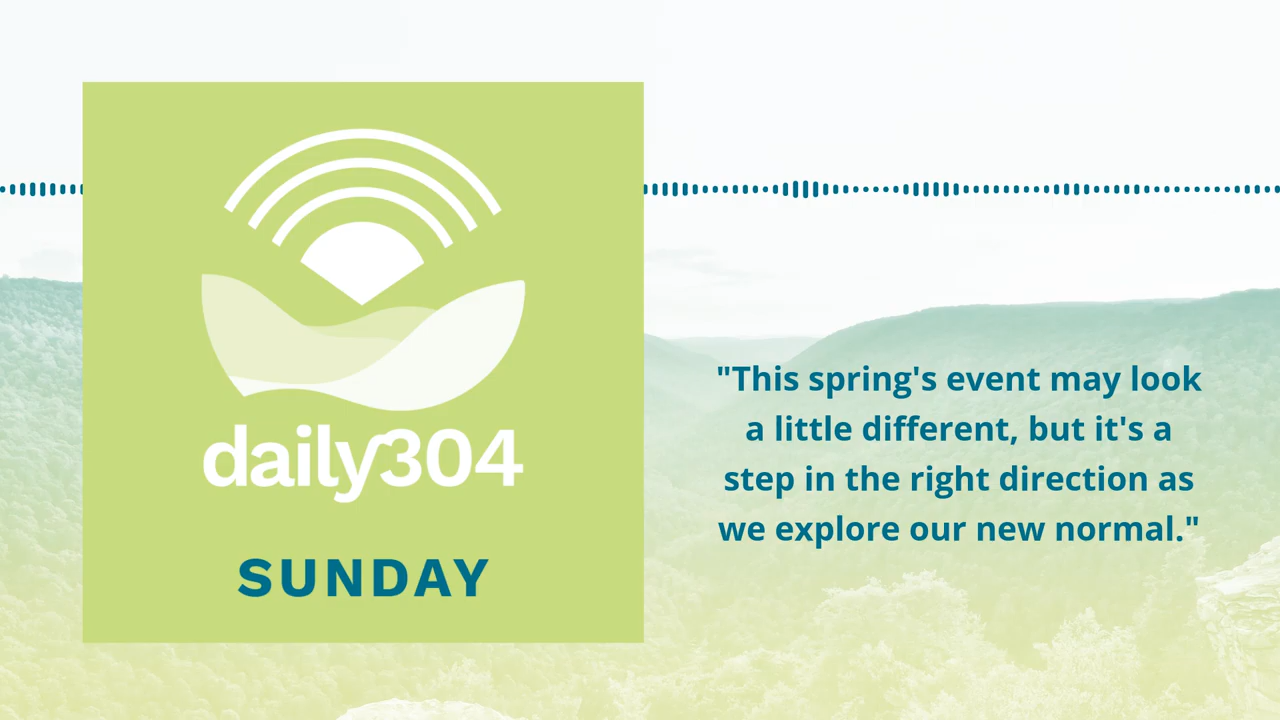 daily304
SUNDAY
"This spring's event may look
a little different, but it's a
step in the right direction as
we explore our new normal."